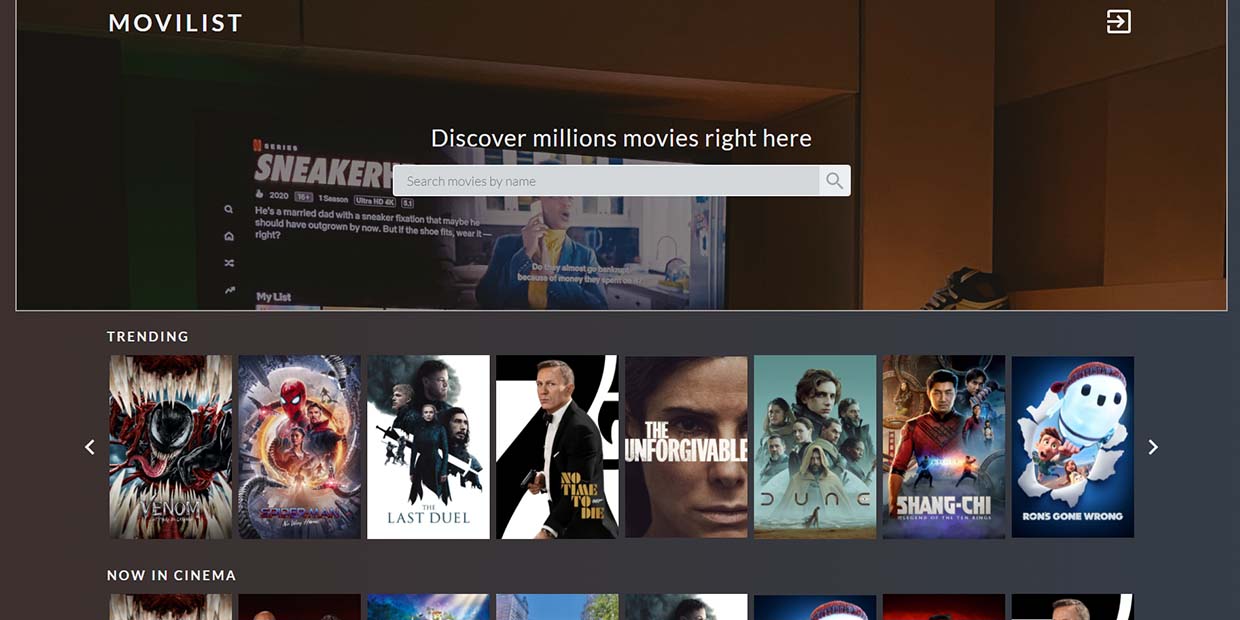 MOVILIST
Discover millions movies right here
Search movies by name
N SERIES
SNEAKERH
2020 16+ 1 Season Ultra HD 4K 5.1
He's a married dad with a sneaker fixation that maybe he
should have outgrown by now. But if the shoe fits, wear it —
right?
Do they almost go bankrupt
because of money they spent on it?
My List
TRENDING
VENOM
SPIDER-MAN
No Way Home
THE
LAST DUEL
NO
TIME
TO
DIE
007
THE
UNFORGIVABLE
DUNE
SHANG-CHI
LEGEND OF THE TEN RINGS
RON'S GONE WRONG
NOW IN CINEMA